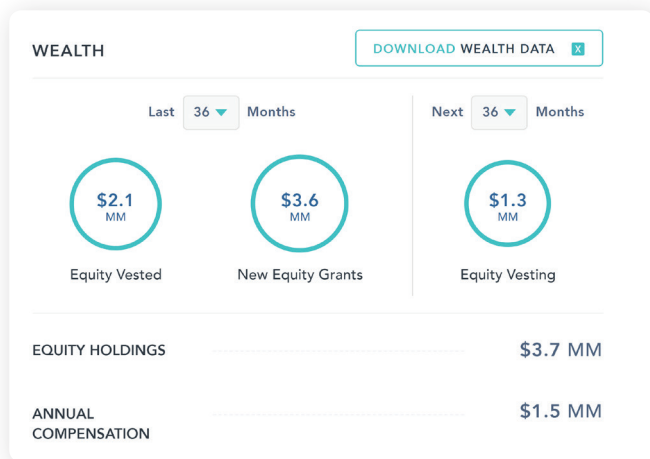 WEALTH
DOWNLOAD WEALTH DATA X
Last 36 Months
Next 36 Months
$2.1
MM
$3.6
MM
$1.3
MM
Equity Vested
New Equity Grants
Equity Vesting
EQUITY HOLDINGS
$3.7 MM
ANNUAL
COMPENSATION
$1.5 MM